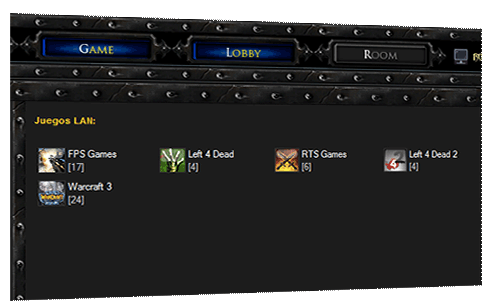 GAME
LOBBY
ROOM
Juegos LAN:
FPS Games
[17]
Left 4 Dead
[4]
RTS Games
[6]
Left 4 Dead 2
[4]
Warcraft 3
[24]